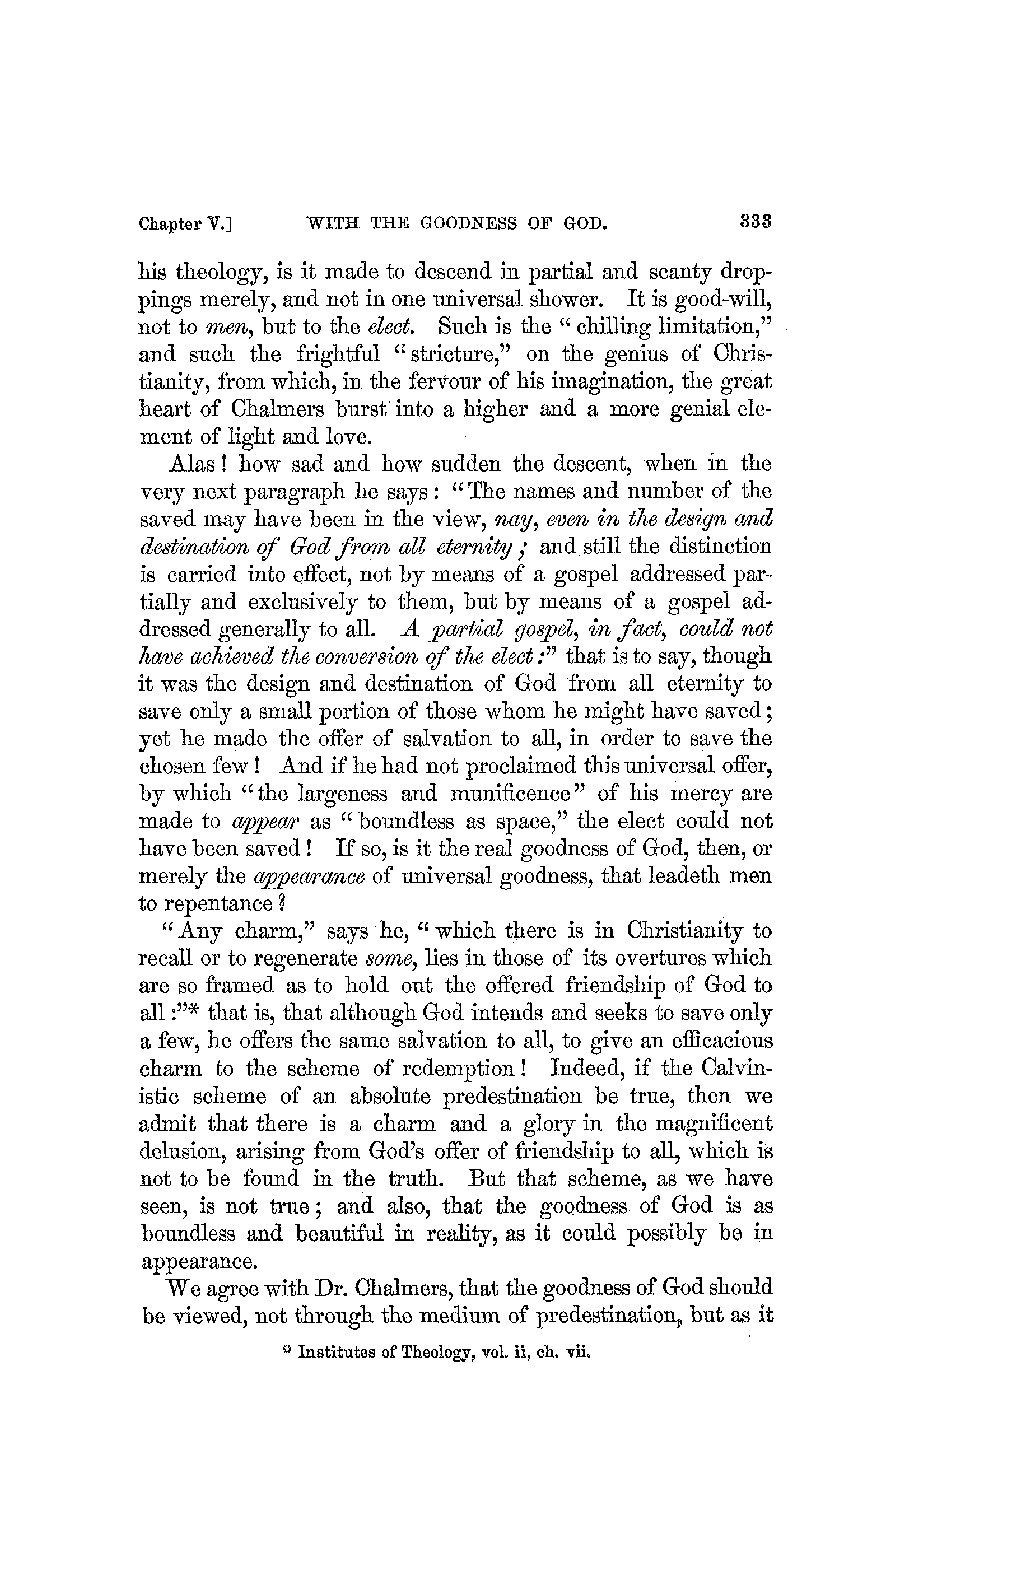 Chapter V.] WITH THE GOODNESS OF GOD. 333
his theology, is it made to descend in partial and scanty drop-
pings merely, and not in one universal shower. It is good-will,
not to men, but to the elect. Such is the “chilling limitation,”
and such the frightful “stricture,” on the genius of Chris-
tianity, from which, in the fervour of his imagination, the great
heart of Chalmers burst into a higher and a more genial ele-
ment of light and love.
Alas! how sad and how sudden the descent, when in the
very next paragraph he says: “The names and number of the
saved may have been in the view, nay, even in the design and
destination of God from all eternity; and still the distinction
is carried into effect, not by means of a gospel addressed par-
tially and exclusively to them, but by means of a gospel ad-
dressed generally to all. A partial gospel, in fact, could not
have achieved the conversion of the elect:” that is to say, though
it was the design and destination of God from all eternity to
save only a small portion of those whom he might have saved;
yet he made the offer of salvation to all, in order to save the
chosen few! And if he had not proclaimed this universal offer,
by which “the largeness and munificence” of his mercy are
made to appear as “boundless as space,” the elect could not
have been saved! If so, is it the real goodness of God, then, or
merely the appearance of universal goodness, that leadeth men
to repentance?
“Any charm,” says he, “which there is in Christianity to
recall or to regenerate some, lies in those of its overtures which
are so framed as to hold out the offered friendship of God to
all:”* that is, that although God intends and seeks to save only
a few, he offers the same salvation to all, to give an efficacious
charm to the scheme of redemption! Indeed, if the Calvin-
istic scheme of an absolute predestination be true, then we
admit that there is a charm and a glory in the magnificent
delusion, arising from God's offer of friendship to all, which is
not to be found in the truth. But that scheme, as we have
seen, is not true; and also, that the goodness of God is as
boundless and beautiful in reality, as it could possibly be in
appearance.
We agree with Dr. Chalmers, that the goodness of God should
be viewed, not through the medium of predestination, but as it
* Institutes of Theology, vol. ii, ch. vii.